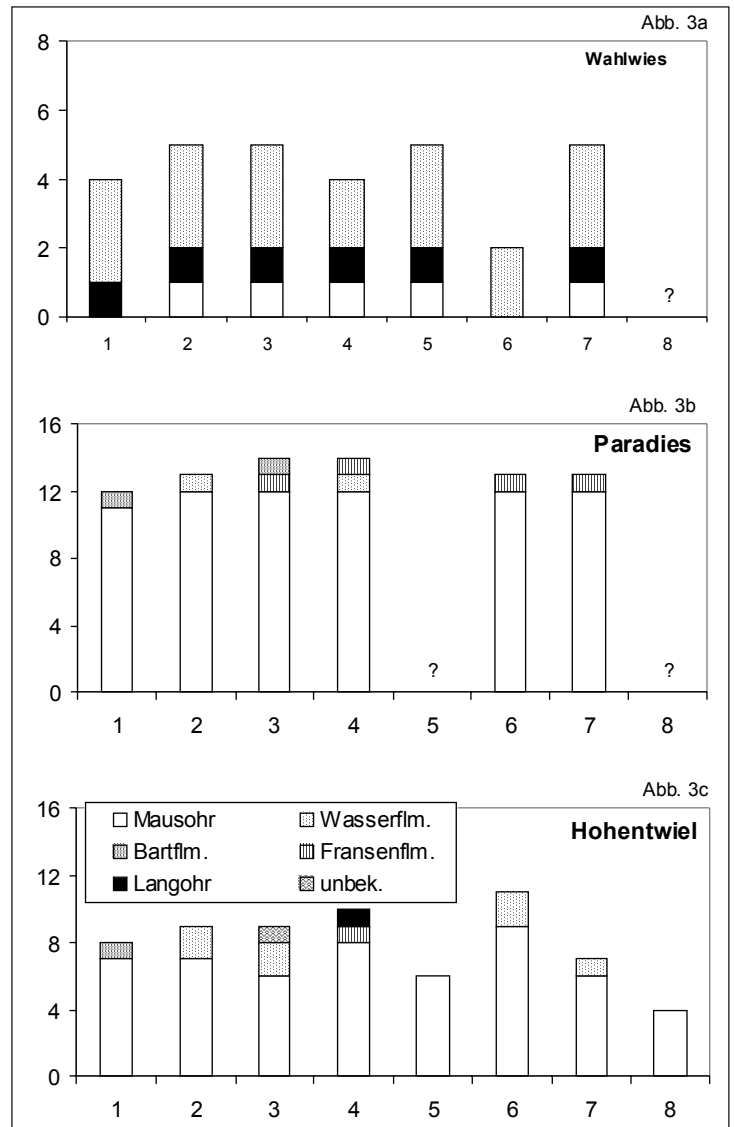 Abb. 3a
Wahlwies
8
6
4
2
0
?
1 2 3 4 5 6 7 8
Abb. 3b
Paradies
16
12
8
4
0
? ?
1 2 3 4 5 6 7 8
Abb. 3c
Hohentwiel
16
12
8
4
0
Mausohr Wasserflm.
Bartflm. Fransenflm.
Langohr unbek.
1 2 3 4 5 6 7 8